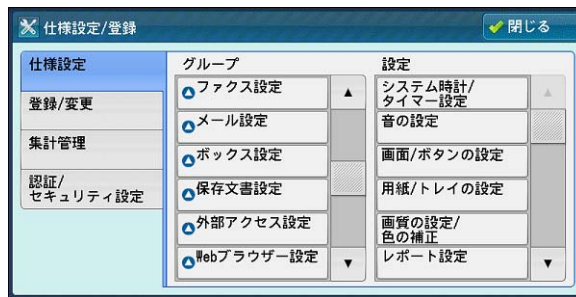 仕様設定/登録
閉じる
仕様設定
登録/変更
集計管理
認証/
セキュリティ設定
グループ
ファクス設定
メール設定
ボックス設定
保存文書設定
外部アクセス設定
Webブラウザー設定
設定
システム時計/
タイマー設定
音の設定
画面/ボタンの設定
用紙/トレイの設定
画質の設定/
色の補正
レポート設定